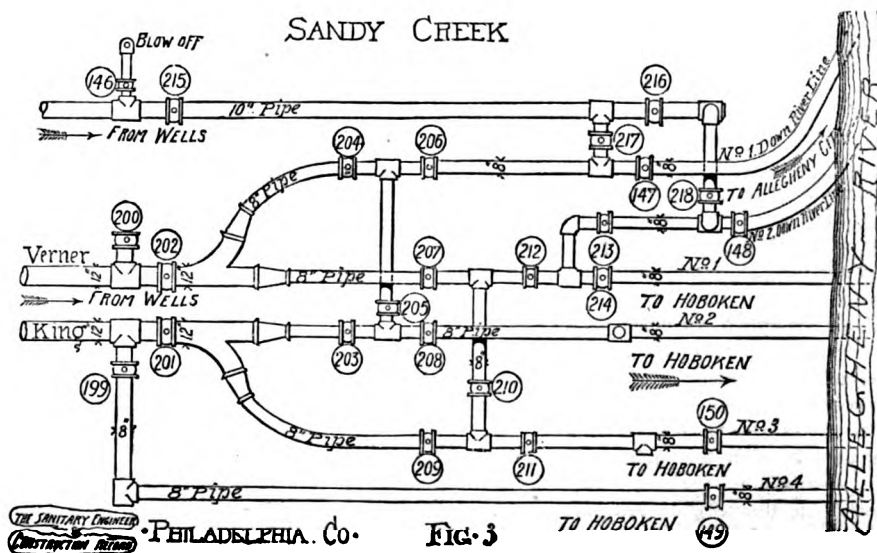 SANDY CREEK
BLOW OFF
146
215
216
10" Pipe
FROM WELLS
217
204
206
No 1. Down River Line
8"
147
8"
218
TO ALLEGHENY CITY
8" Pipe
200
213
8"
148
No 2. Down River Line
Verner
202
207
212
12"
12"
8" Pipe
8"
No 1
FROM WELLS
205
214
TO HOBOKEN
King
12"
12"
8" Pipe
8"
No 2
201
203
208
8"
TO HOBOKEN
199
210
8"
150
8" Pipe
8"
No 3
209
211
TO HOBOKEN
8" Pipe
8"
No 4
149
TO HOBOKEN
ALLEGHENY RIVER
THE SANITARY ENGINEER
&
CONSTRUCTION RECORD
PHILADELPHIA. Co.
FIG. 3